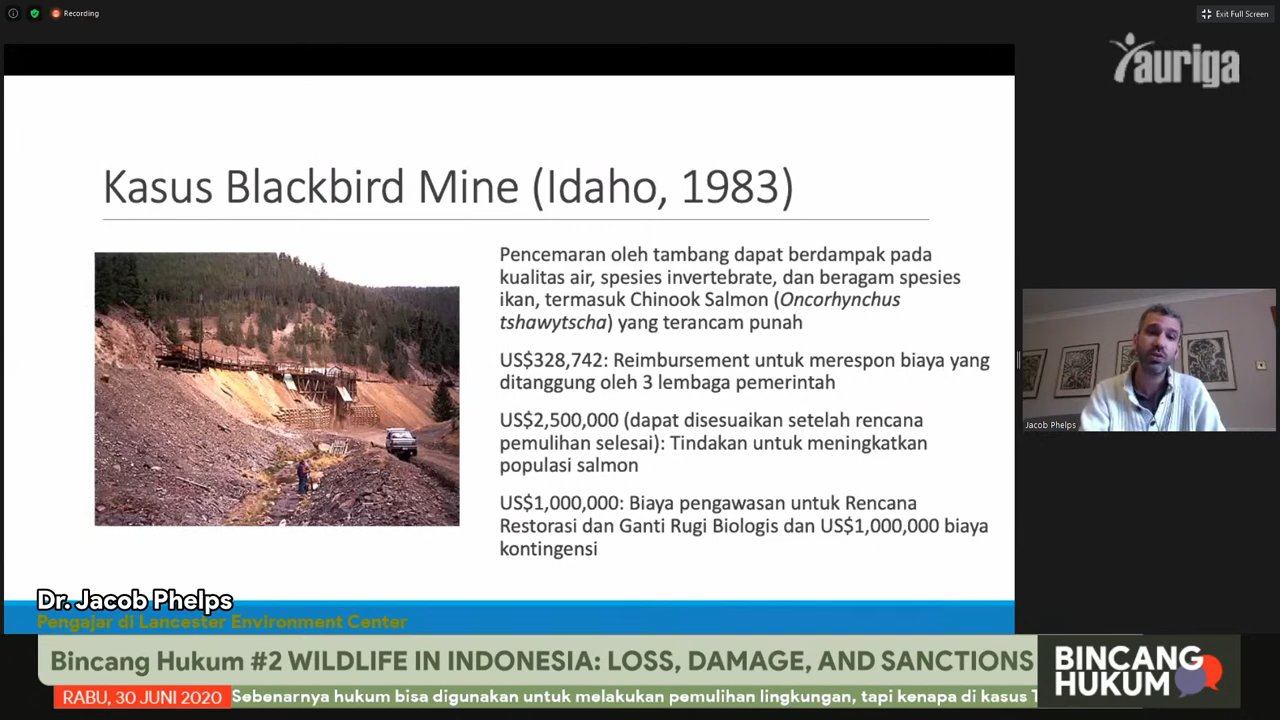 Recording
Exit Full Screen
auriga
Kasus Blackbird Mine (Idaho, 1983)
Pencemaran oleh tambang dapat berdampak pada
kualitas air, spesies invertebrate, dan beragam spesies
ikan, termasuk Chinook Salmon (Oncorhynchus
tshawytscha) yang terancam punah
US$328,742: Reimbursement untuk merespon biaya yang
ditanggung oleh 3 lembaga pemerintah
US$2,500,000 (dapat disesuaikan setelah rencana
pemulihan selesai): Tindakan untuk meningkatkan
populasi salmon
US$1,000,000: Biaya pengawasan untuk Rencana
Restorasi dan Ganti Rugi Biologis dan US$1,000,000 biaya
kontingensi
Jacob Phelps
Dr. Jacob Phelps
Pengajar di Lancester Environment Center
Bincang Hukum #2 WILDLIFE IN INDONESIA: LOSS, DAMAGE, AND SANCTIONS
BINCANG
HUKUM
RABU, 30 JUNI 2020
Sebenarnya hukum bisa digunakan untuk melakukan pemulihan lingkungan, tapi kenapa di kasus